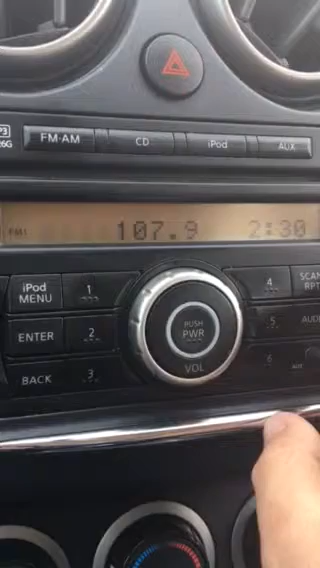 FM·AM CD iPod AUX
FM1 107.9 2:30
iPod MENU 1 4 SCAN RPT
ENTER 2 PUSH PWR 5
BACK 3 VOL 6 AUX